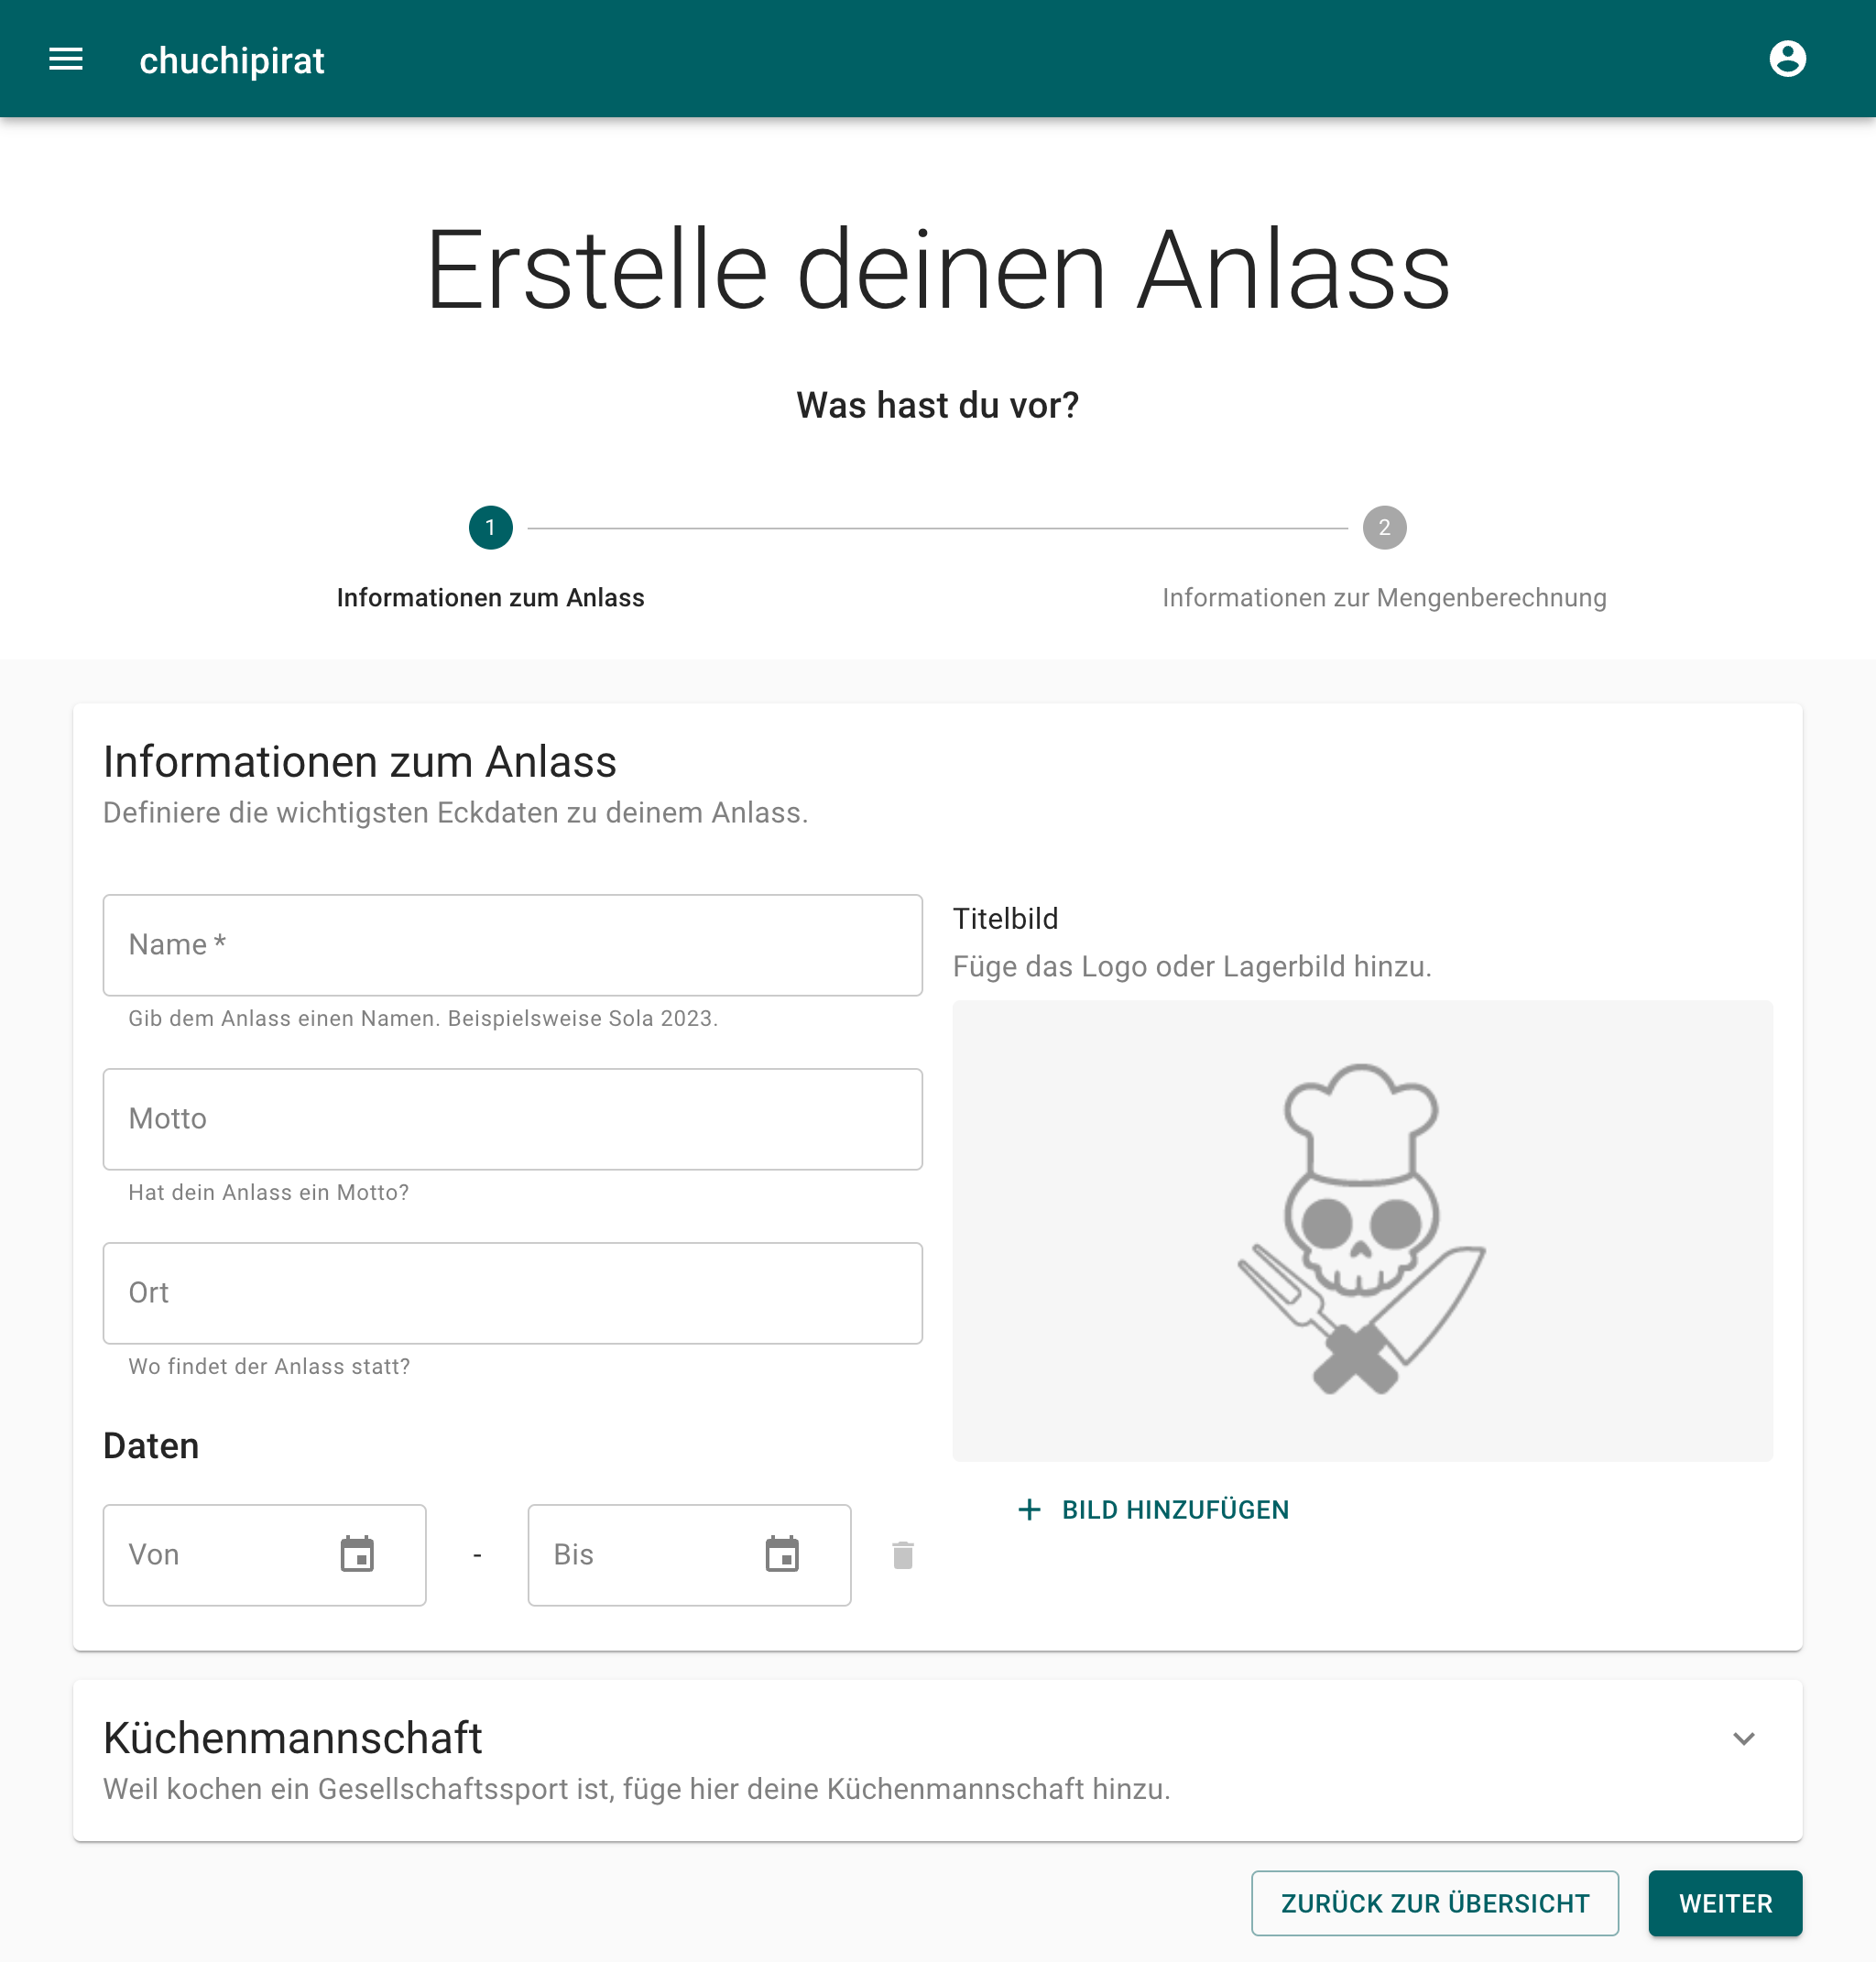 chuchipirat
Erstelle deinen Anlass
Was hast du vor?
1
2
Informationen zum Anlass
Informationen zur Mengenberechnung
Informationen zum Anlass
Definiere die wichtigsten Eckdaten zu deinem Anlass.
Name *
Gib dem Anlass einen Namen. Beispielsweise Sola 2023.
Motto
Hat dein Anlass ein Motto?
Ort
Wo findet der Anlass statt?
Daten
Von
-
Bis
Titelbild
Füge das Logo oder Lagerbild hinzu.
BILD HINZUFÜGEN
Küchenmannschaft
Weil kochen ein Gesellschaftssport ist, füge hier deine Küchenmannschaft hinzu.
ZURÜCK ZUR ÜBERSICHT
WEITER